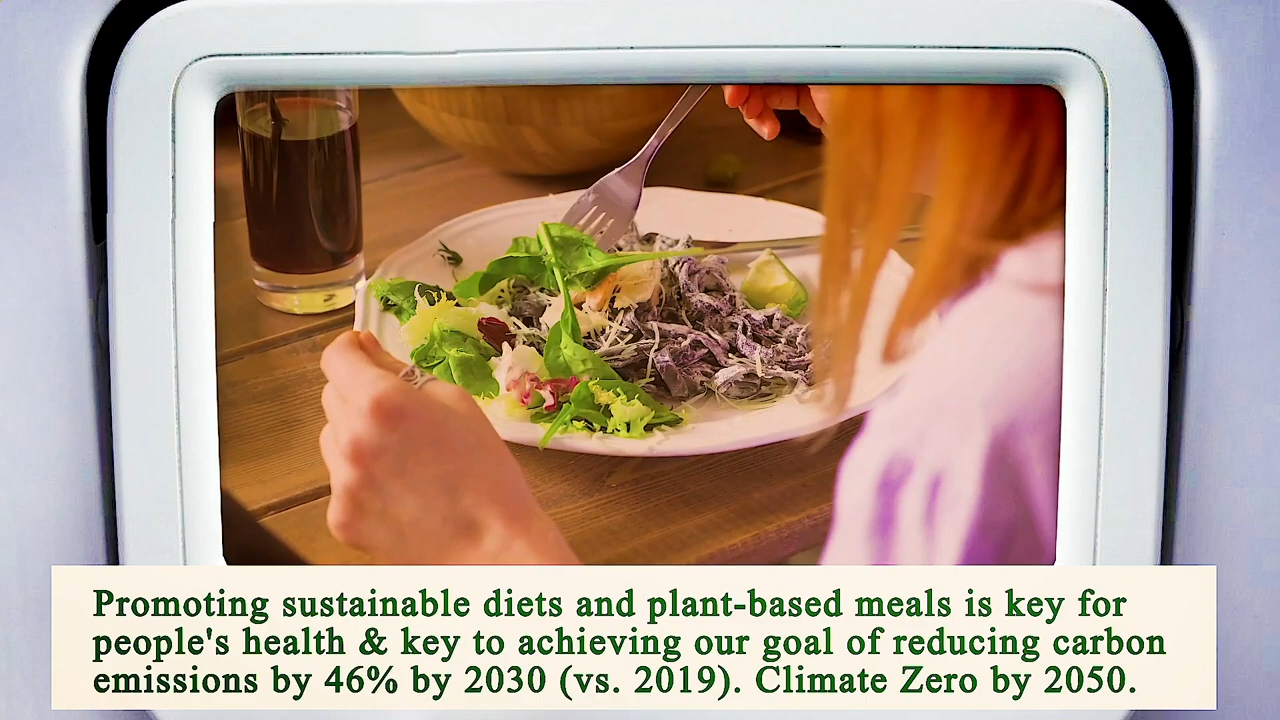 Promoting sustainable diets and plant-based meals is key for
people's health & key to achieving our goal of reducing carbon
emissions by 46% by 2030 (vs. 2019). Climate Zero by 2050.